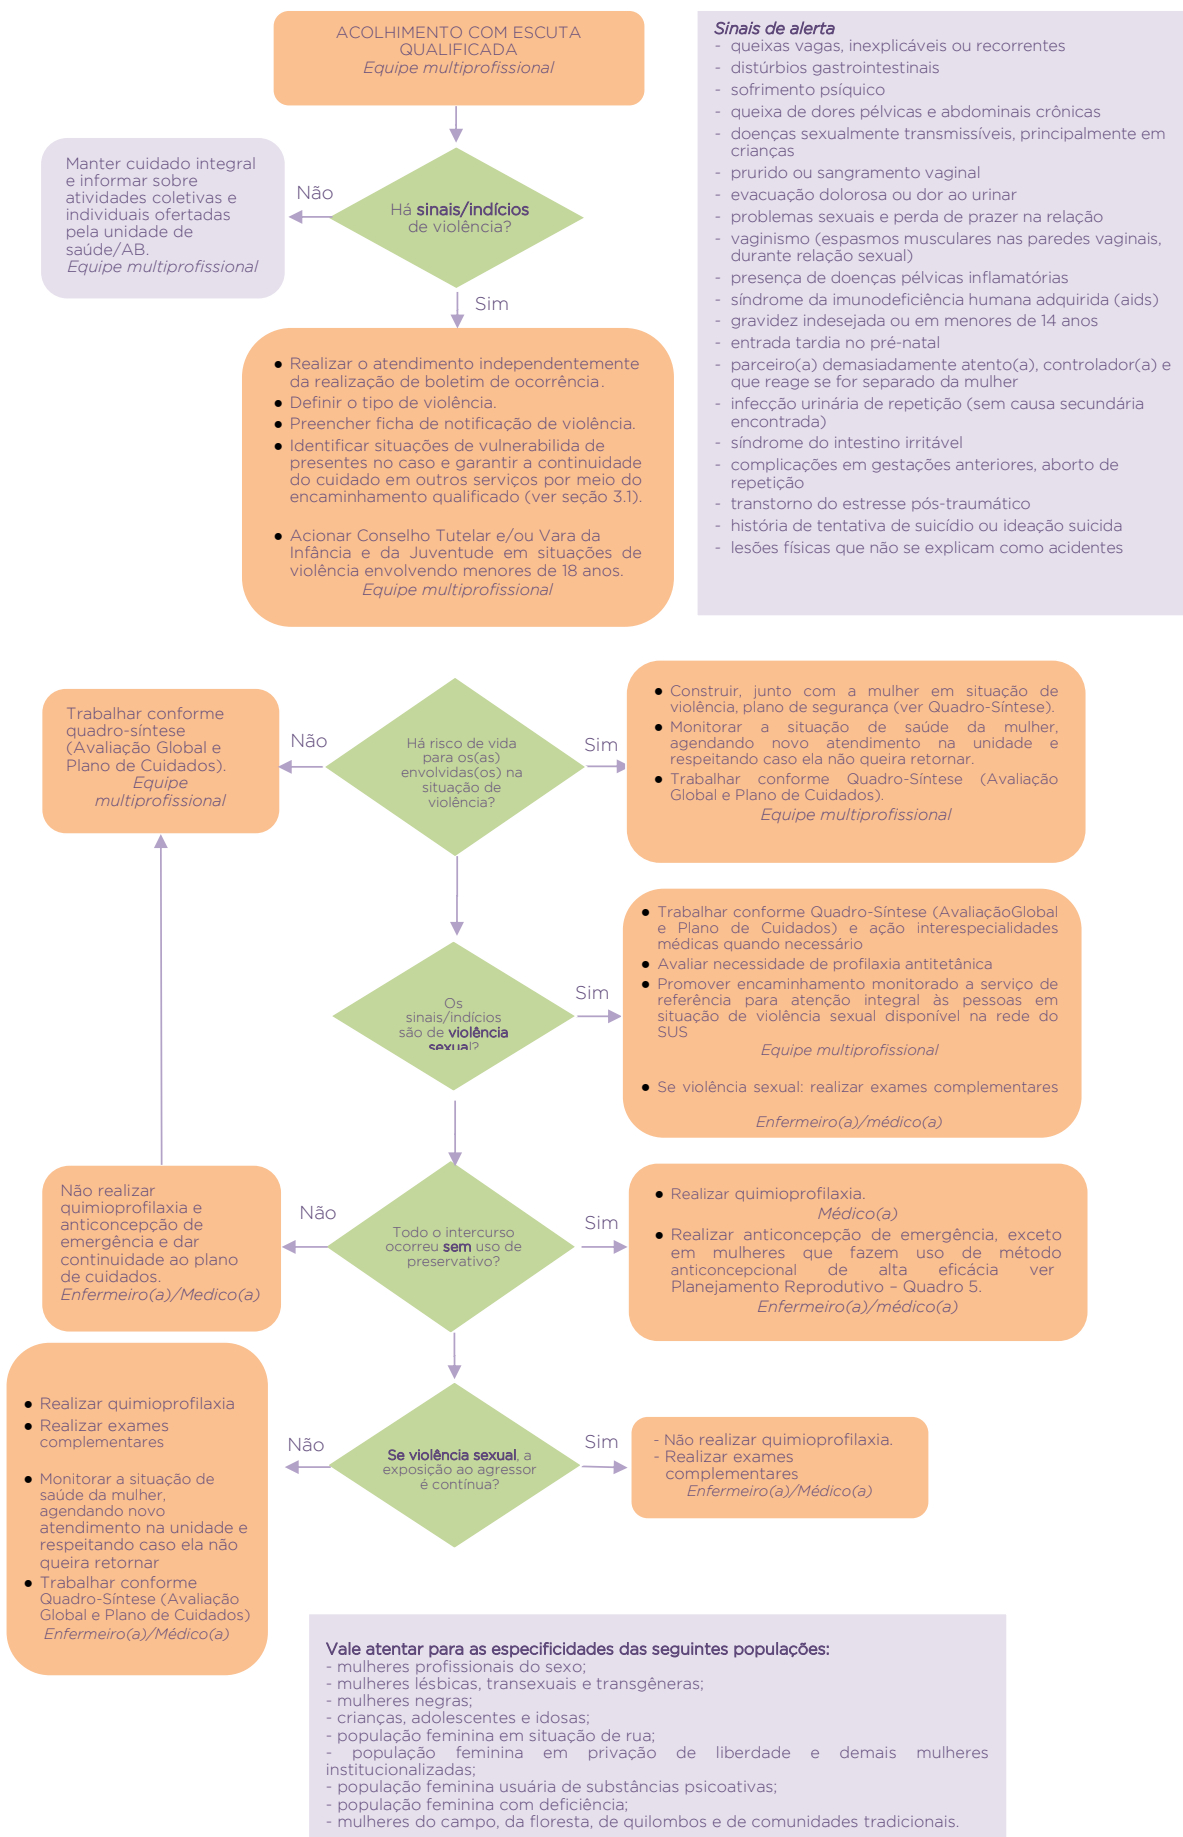 ACOLHIMENTO COM ESCUTA
QUALIFICADA
Equipe multiprofissional
Sinais de alerta
- queixas vagas, inexplicáveis ou recorrentes
- distúrbios gastrointestinais
- sofrimento psíquico
- queixa de dores pélvicas e abdominais crônicas
- doenças sexualmente transmissíveis, principalmente em
crianças
- prurido ou sangramento vaginal
- evacuação dolorosa ou dor ao urinar
- problemas sexuais e perda de prazer na relação
- vaginismo (espasmos musculares nas paredes vaginais,
durante relação sexual)
- presença de doenças pélvicas inflamatórias
- síndrome da imunodeficiência humana adquirida (aids)
- gravidez indesejada ou em menores de 14 anos
- entrada tardia no pré-natal
- parceiro(a) demasiadamente atento(a), controlador(a) e
que reage se for separado da mulher
- infecção urinária de repetição (sem causa secundária
encontrada)
- síndrome do intestino irritável
- complicações em gestações anteriores, aborto de
repetição
- transtorno do estresse pós-traumático
- história de tentativa de suicídio ou ideação suicida
- lesões físicas que não se explicam como acidentes
Manter cuidado integral
e informar sobre
atividades coletivas e
individuais ofertadas
pela unidade de
saúde/AB.
Equipe multiprofissional
Não
Há sinais/indícios
de violência?
Sim
● Realizar o atendimento independentemente
da realização de boletim de ocorrência.
● Definir o tipo de violência.
● Preencher ficha de notificação de violência.
● Identificar situações de vulnerabilida de
presentes no caso e garantir a continuidade
do cuidado em outros serviços por meio do
encaminhamento qualificado (ver seção 3.1).
● Acionar Conselho Tutelar e/ou Vara da
Infância e da Juventude em situações de
violência envolvendo menores de 18 anos.
Equipe multiprofissional
Trabalhar conforme
quadro-síntese
(Avaliação Global e
Plano de Cuidados).
Equipe
multiprofissional
Não
Há risco de vida
para os(as)
envolvidas(os) na
situação de
violência?
Sim
● Construir, junto com a mulher em situação de
violência, plano de segurança (ver Quadro-Síntese).
● Monitorar a situação de saúde da mulher,
agendando novo atendimento na unidade e
respeitando caso ela não queira retornar.
● Trabalhar conforme Quadro-Síntese (Avaliação
Global e Plano de Cuidados).
Equipe multiprofissional
Os
sinais/indícios
são de violência
sexual?
Sim
● Trabalhar conforme Quadro-Síntese (AvaliaçãoGlobal
e Plano de Cuidados) e ação interespecialidades
médicas quando necessário
● Avaliar necessidade de profilaxia antitetânica
● Promover encaminhamento monitorado a serviço de
referência para atenção integral às pessoas em
situação de violência sexual disponível na rede do
SUS
Equipe multiprofissional
● Se violência sexual: realizar exames complementares
Enfermeiro(a)/médico(a)
Não realizar
quimioprofilaxia e
anticoncepção de
emergência e dar
continuidade ao plano
de cuidados.
Enfermeiro(a)/Medico(a)
Não
Todo o intercurso
ocorreu sem uso de
preservativo?
Sim
● Realizar quimioprofilaxia.
Médico(a)
● Realizar anticoncepção de emergência, exceto
em mulheres que fazem uso de método
anticoncepcional de alta eficácia ver
Planejamento Reprodutivo – Quadro 5.
Enfermeiro(a)/médico(a)
● Realizar quimioprofilaxia
● Realizar exames
complementares
● Monitorar a situação de
saúde da mulher,
agendando novo
atendimento na unidade e
respeitando caso ela não
queira retornar
● Trabalhar conforme
Quadro-Síntese (Avaliação
Global e Plano de Cuidados)
Enfermeiro(a)/Médico(a)
Não
Se violência sexual, a
exposição ao agressor
é contínua?
Sim
- Não realizar quimioprofilaxia.
- Realizar exames
complementares
Enfermeiro(a)/Médico(a)
Vale atentar para as especificidades das seguintes populações:
- mulheres profissionais do sexo;
- mulheres lésbicas, transexuais e transgêneras;
- mulheres negras;
- crianças, adolescentes e idosas;
- população feminina em situação de rua;
- população feminina em privação de liberdade e demais mulheres
institucionalizadas;
- população feminina usuária de substâncias psicoativas;
- população feminina com deficiência;
- mulheres do campo, da floresta, de quilombos e de comunidades tradicionais.